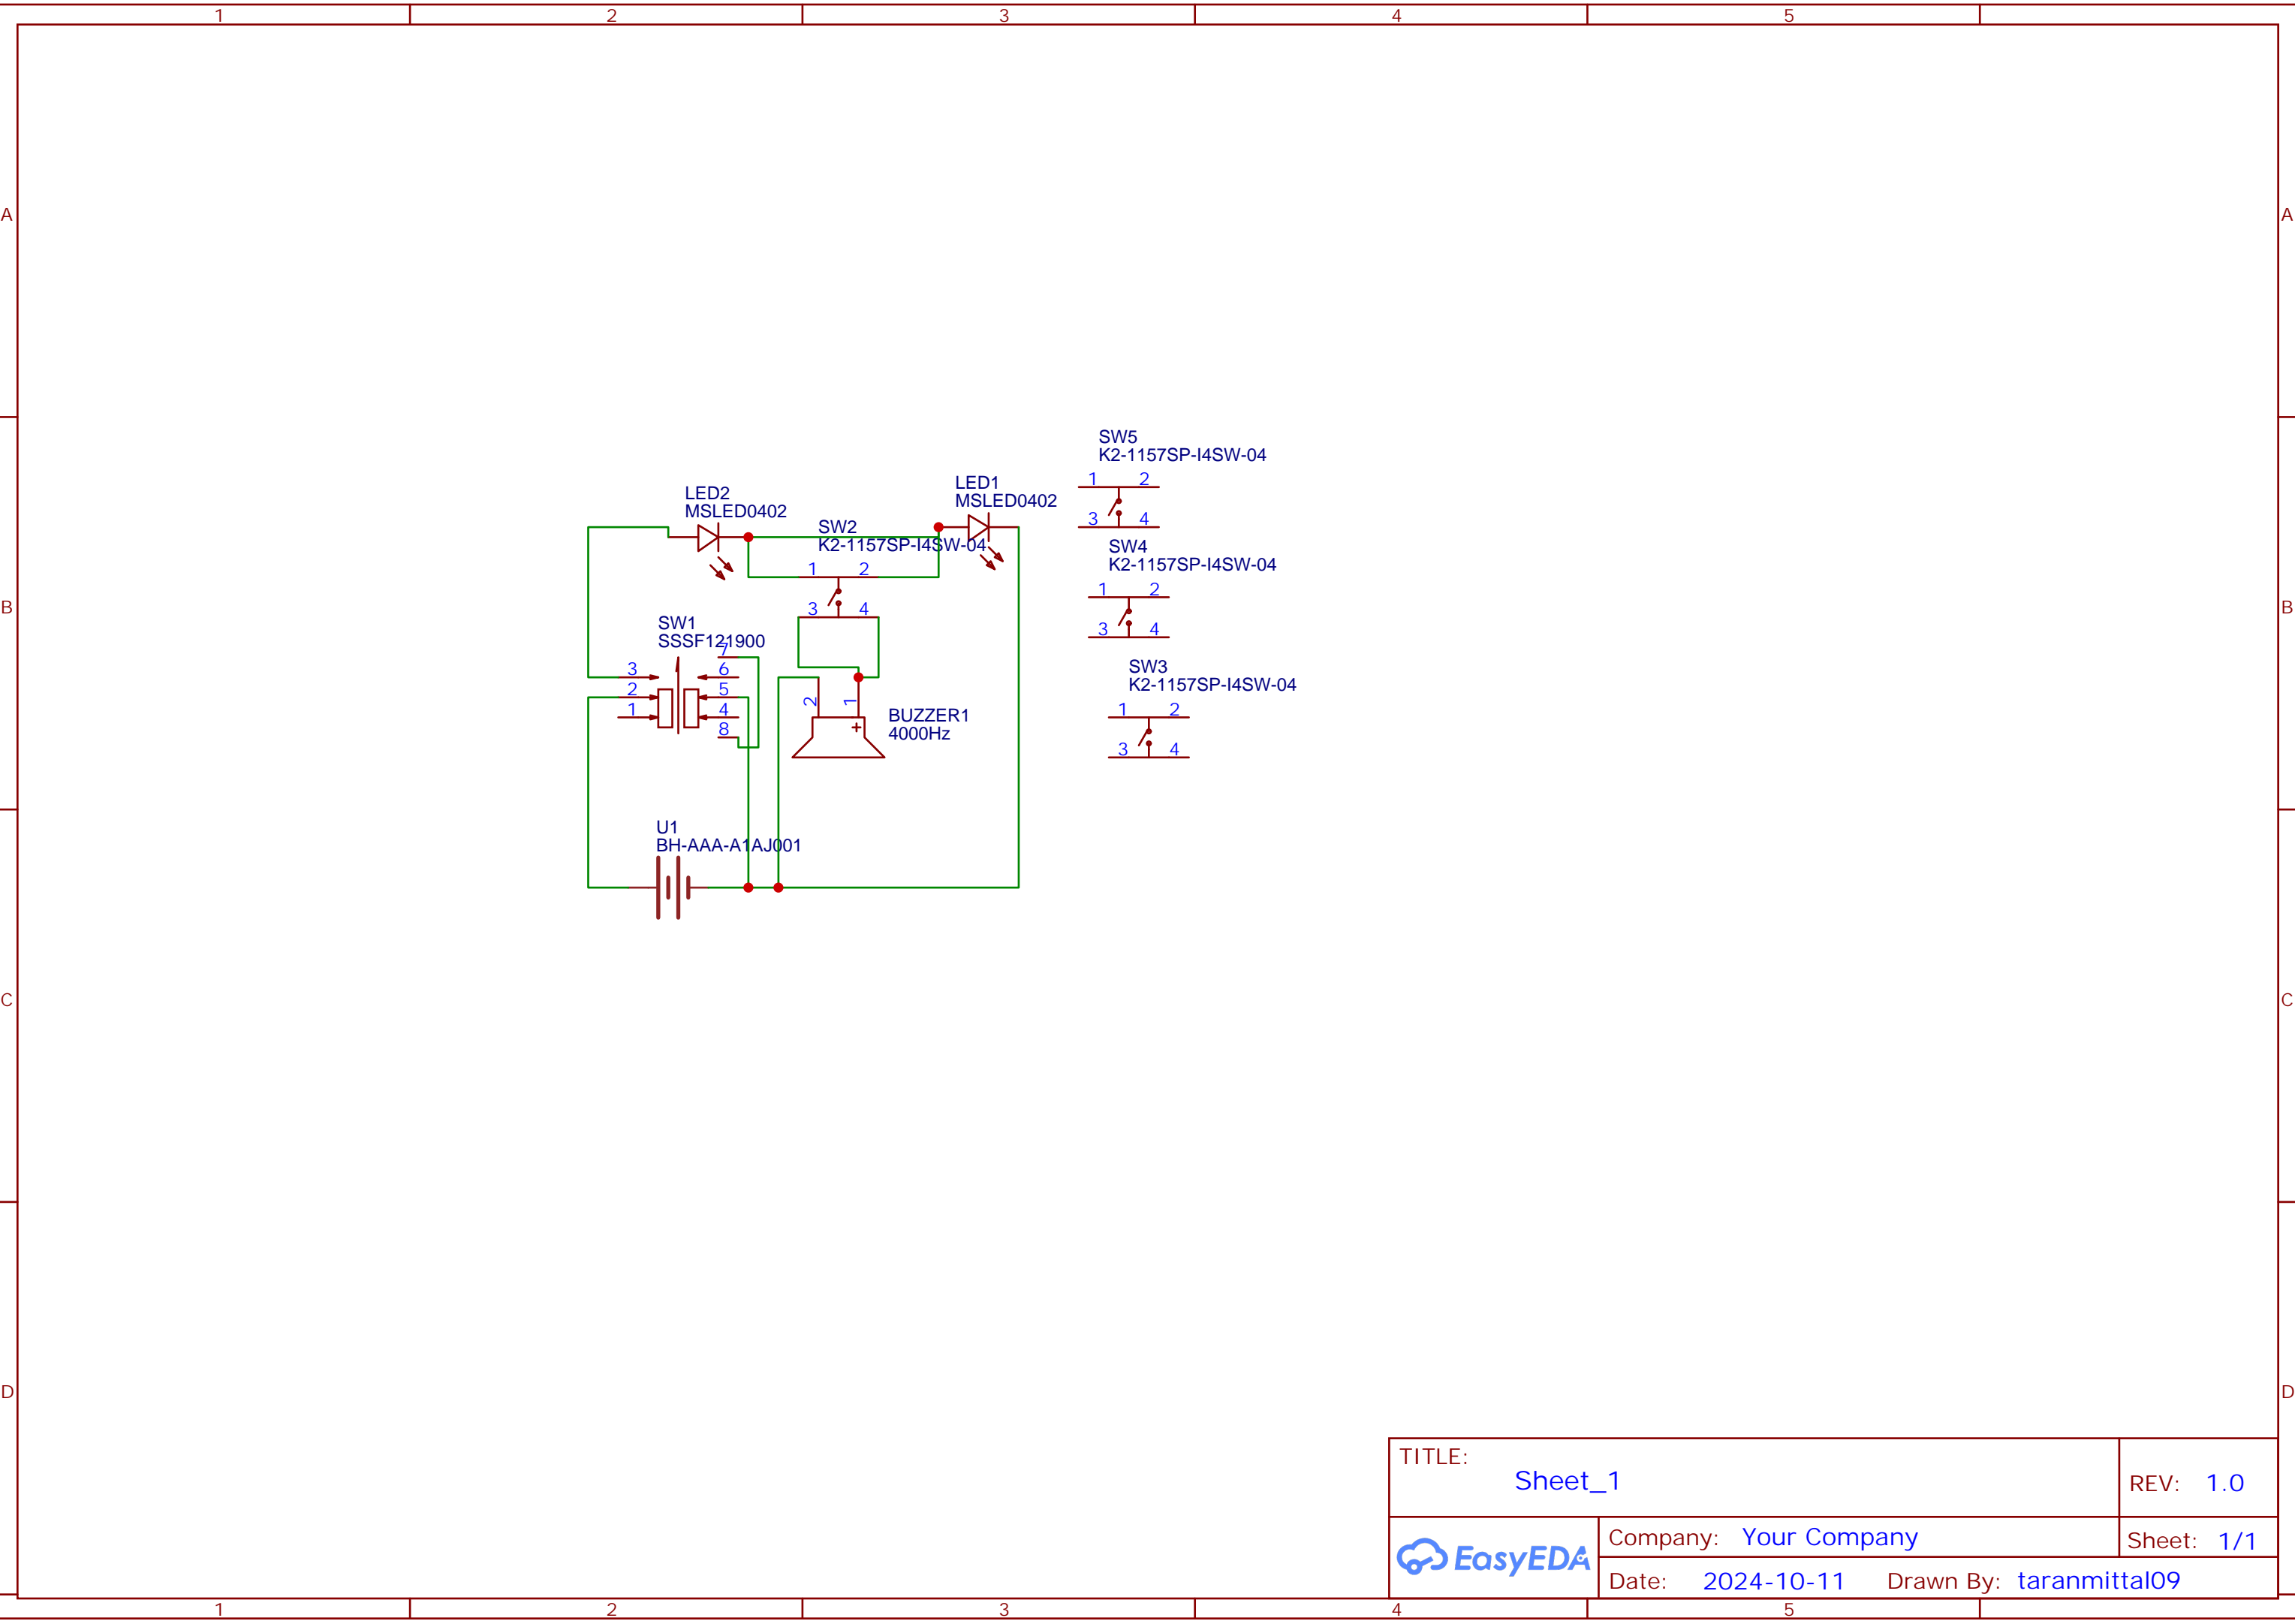 1 2 3 4 5
A A
SW5
K2-1157SP-I4SW-04
1 2
3 4
LED1
MSLED0402
LED2
MSLED0402
SW2
K2-1157SP-I4SW-04
1 2
3 4
SW4
K2-1157SP-I4SW-04
1 2
3 4
B B
SW1
SSSF121900
7
3 6
2 5
1 4
8
2 1
+
BUZZER1
4000Hz
SW3
K2-1157SP-I4SW-04
1 2
3 4
U1
BH-AAA-A1AJ001
C C
D D
TITLE:
Sheet_1
REV: 1.0
EasyEDA
Company: Your Company
Sheet: 1/1
Date: 2024-10-11 Drawn By: taranmittal09
1 2 3 4 5